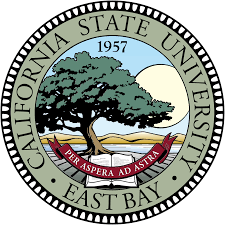 CALIFORNIA STATE UNIVERSITY
1957
PER ASPERA AD ASTRA
· EAST BAY ·